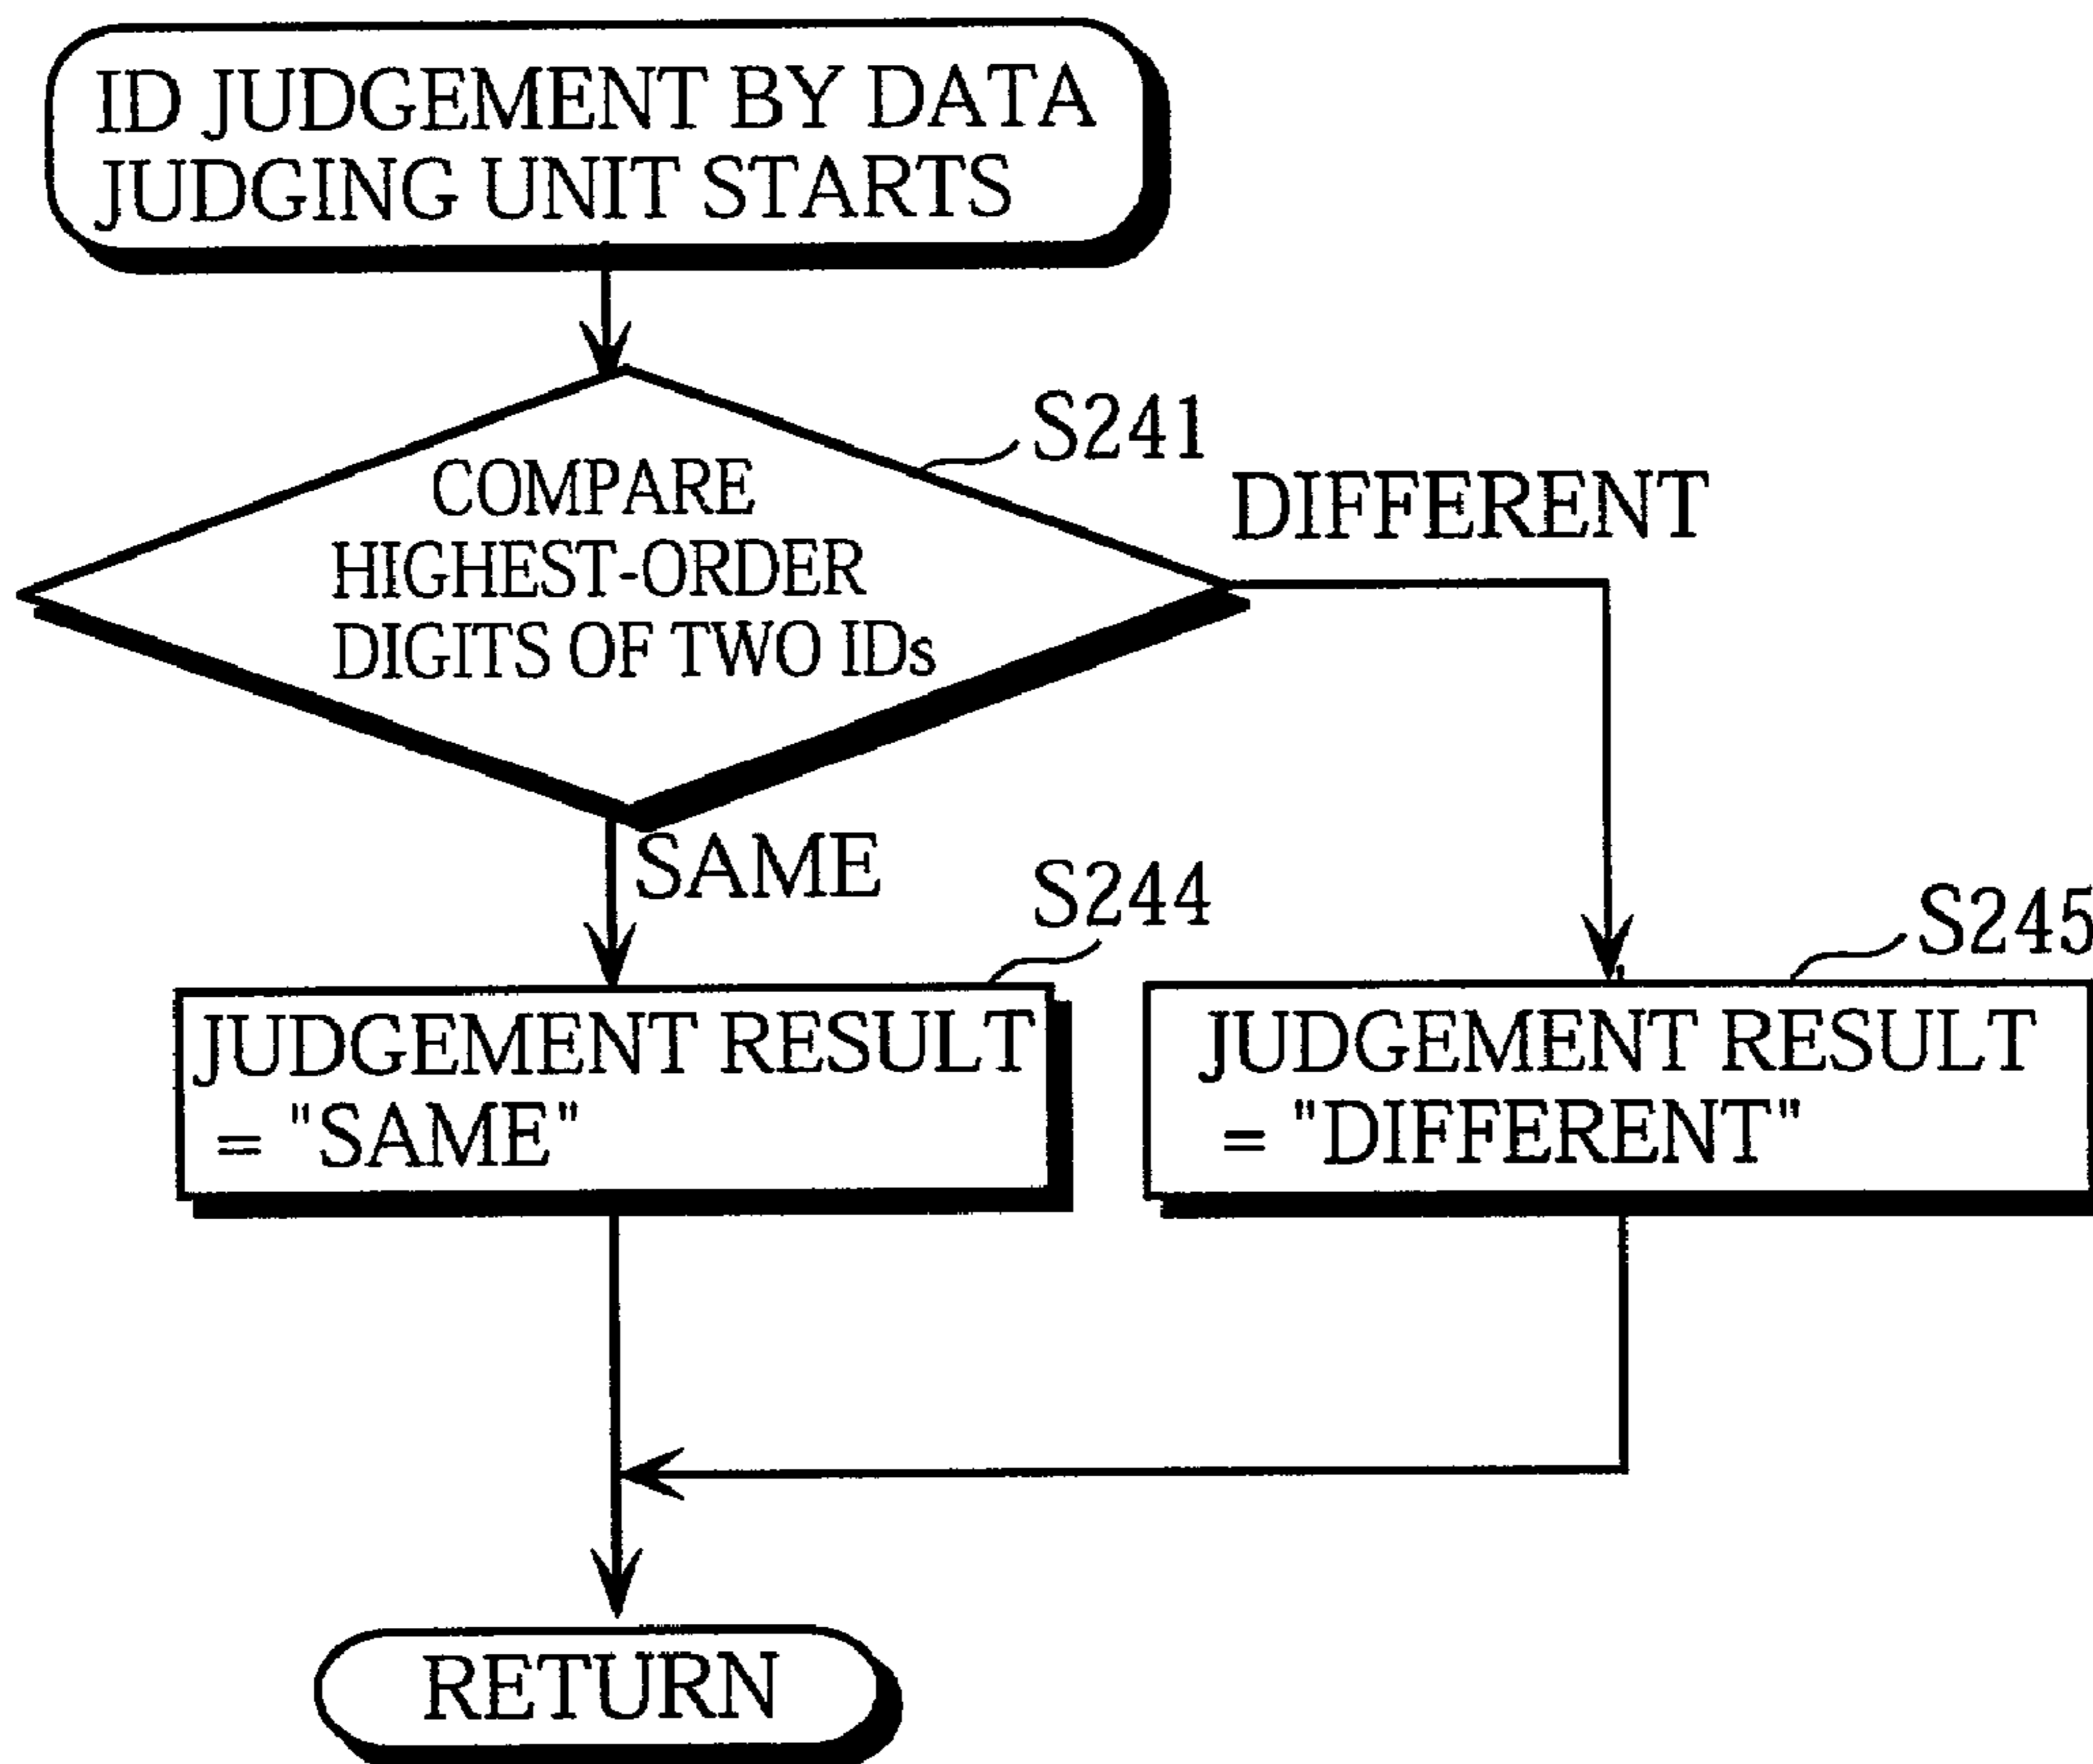 ID JUDGEMENT BY DATA
JUDGING UNIT STARTS
S241
COMPARE
HIGHEST-ORDER
DIGITS OF TWO IDs
DIFFERENT
SAME
S244
S245
JUDGEMENT RESULT
= "SAME"
JUDGEMENT RESULT
= "DIFFERENT"
RETURN